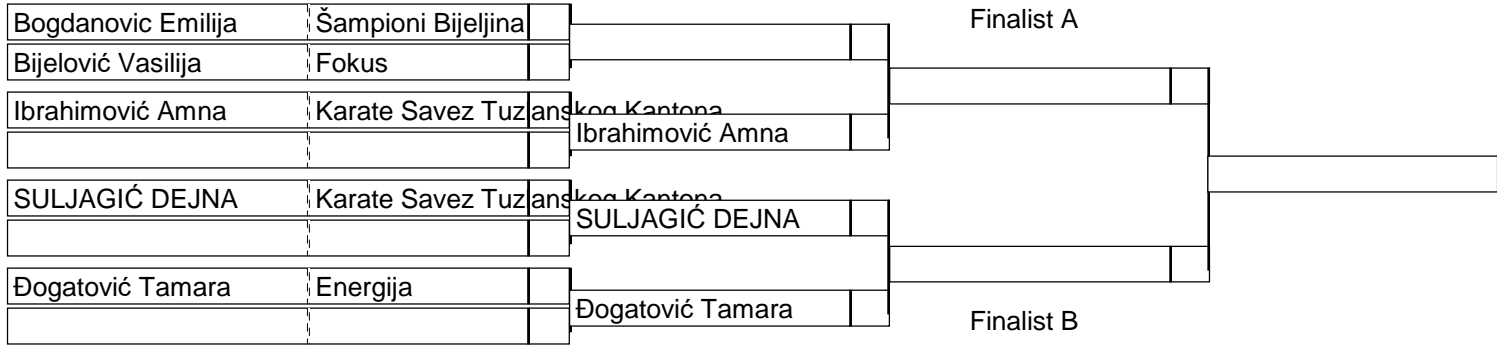 Bogdanovic Emilija Šampioni Bijeljina
Finalist A
Bijelović Vasilija Fokus
Ibrahimović Amna Karate Savez Tuzlanskog Kantona
Ibrahimović Amna
SULJAGIĆ DEJNA Karate Savez Tuzlanskog Kantona
SULJAGIĆ DEJNA
Đogatović Tamara Energija
Đogatović Tamara
Finalist B